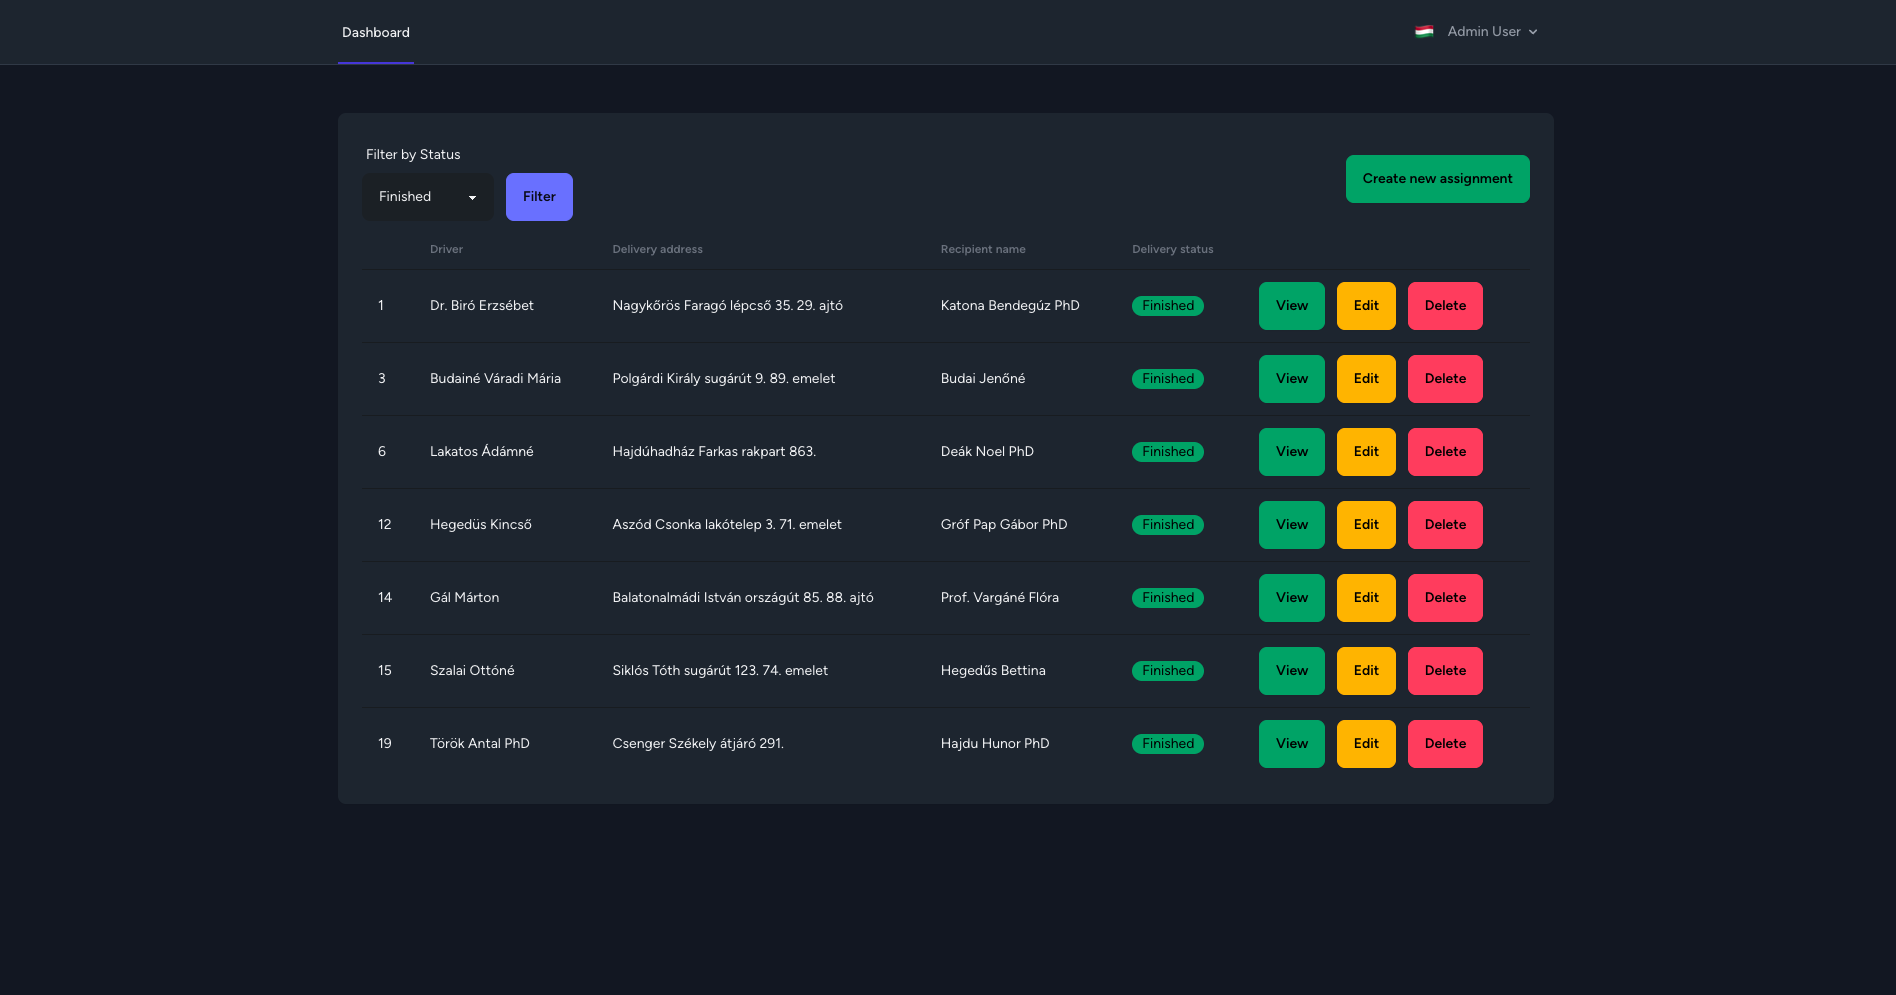 Dashboard
Admin User
Filter by Status
Finished
Filter
Create new assignment
Driver Delivery address Recipient name Delivery status
1 Dr. Biró Erzsébet Nagykőrös Faragó lépcső 35. 29. ajtó Katona Bendegúz PhD Finished View Edit Delete
3 Budainé Váradi Mária Polgárdi Király sugárút 9. 89. emelet Budai Jenőné Finished View Edit Delete
6 Lakatos Ádámné Hajdúhadház Farkas rakpart 863. Deák Noel PhD Finished View Edit Delete
12 Hegedüs Kincső Aszód Csonka lakótelep 3. 71. emelet Gróf Pap Gábor PhD Finished View Edit Delete
14 Gál Márton Balatonalmádi István országút 85. 88. ajtó Prof. Vargáné Flóra Finished View Edit Delete
15 Szalai Ottóné Siklós Tóth sugárút 123. 74. emelet Hegedűs Bettina Finished View Edit Delete
19 Török Antal PhD Csenger Székely átjáró 291. Hajdu Hunor PhD Finished View Edit Delete